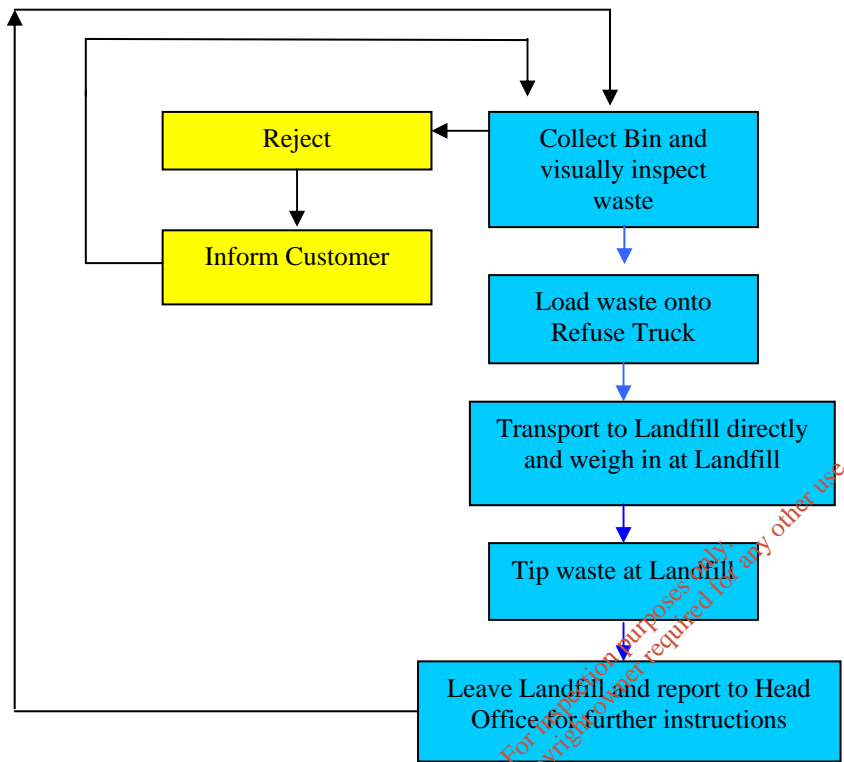 Reject
Collect Bin and
visually inspect
waste
Inform Customer
Load waste onto
Refuse Truck
Transport to Landfill directly
and weigh in at Landfill
Tip waste at Landfill
Leave Landfill and report to Head
Office for further instructions
For inspection purposes only.
owner required for any other use